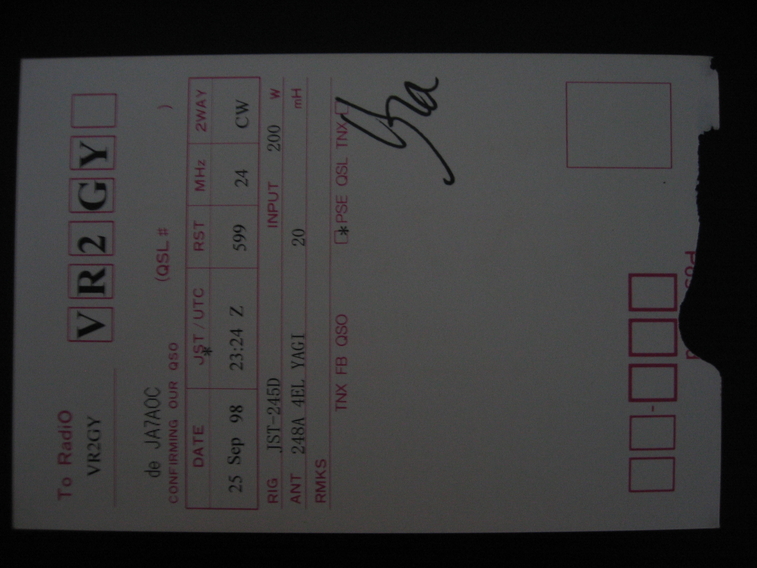 To RadiO
VR2GY
V R 2 G Y
de JA7AOC
(QSL # )
CONFIRMING OUR QSO
DATE JST/UTC RST MHz 2WAY
25 Sep 98 23:24 Z 599 24 CW
RIG JST-245D INPUT 200 W
ANT 248A 4EL YAGI 20 mH
RMKS
TNX FB QSO *PSE QSL TNX